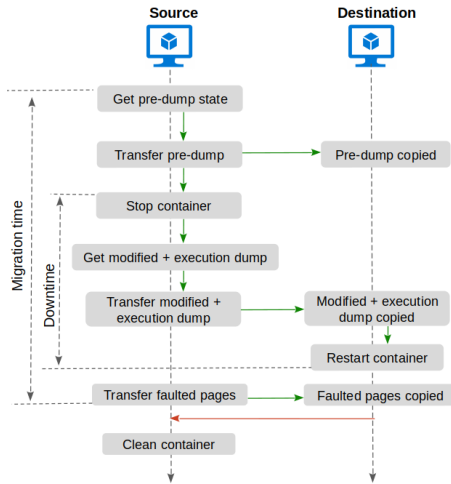 Source
Destination
Get pre-dump state
Transfer pre-dump
Pre-dump copied
Stop container
Get modified + execution dump
Transfer modified +
execution dump
Modified + execution
dump copied
Restart container
Transfer faulted pages
Faulted pages copied
Clean container
Migration time
Downtime